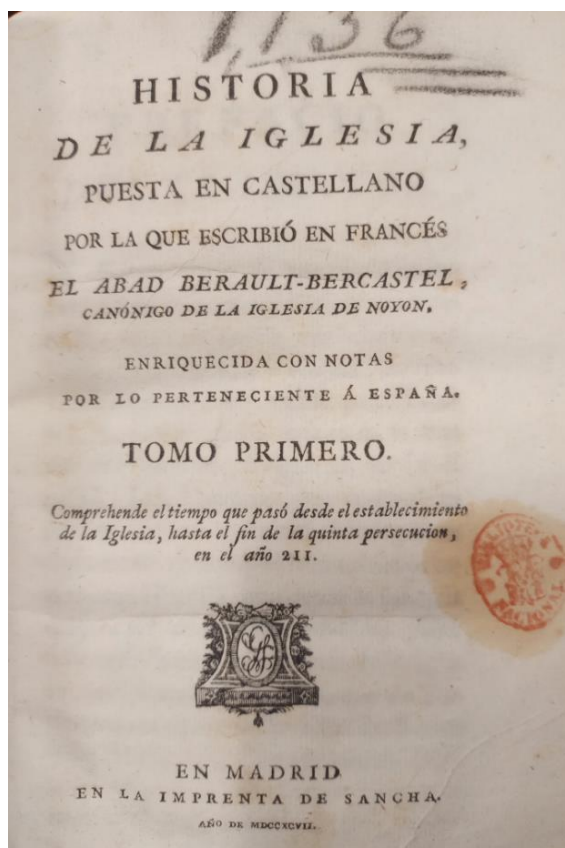 1,136
HISTORIA
DE LA IGLESIA,
PUESTA EN CASTELLANO
POR LA QUE ESCRIBIÓ EN FRANCÉS
EL ABAD BERAULT-BERCASTEL,
CANÓNIGO DE LA IGLESIA DE NOYON.
ENRIQUECIDA CON NOTAS
POR LO PERTENECIENTE Á ESPAÑA.
TOMO PRIMERO.
Comprehende el tiempo que pasó desde el establecimiento
de la Iglesia, hasta el fin de la quinta persecucion,
en el año 211.
BIBLIOTECA
NACIONAL
EN MADRID
EN LA IMPRENTA DE SANCHA.
AÑO DE MDCCXCVII.